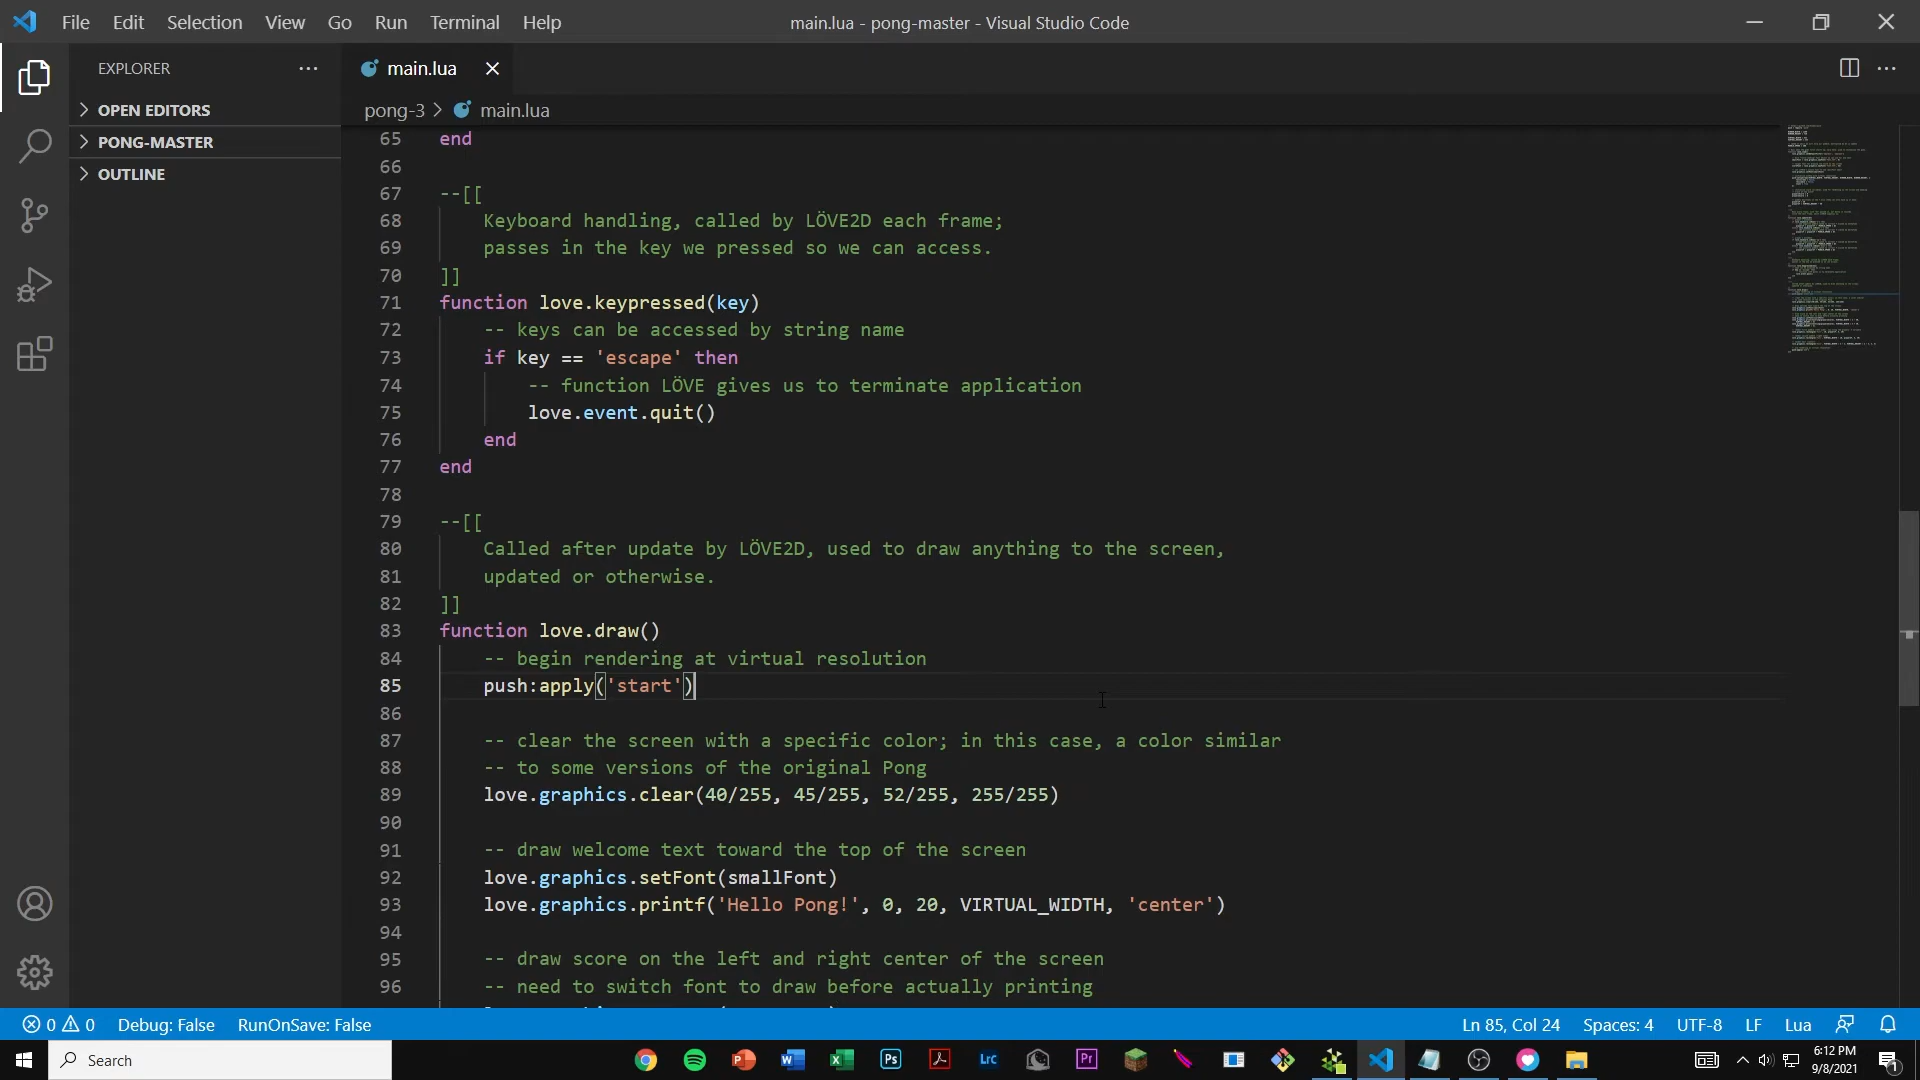 File Edit Selection View Go Run Terminal Help
main.lua - pong-master - Visual Studio Code
EXPLORER
main.lua
OPEN EDITORS
PONG-MASTER
OUTLINE
pong-3 > main.lua
65 end
66
67 --[[
68 Keyboard handling, called by LÖVE2D each frame;
69 passes in the key we pressed so we can access.
70 ]]
71 function love.keypressed(key)
72 -- keys can be accessed by string name
73 if key == 'escape' then
74 -- function LÖVE gives us to terminate application
75 love.event.quit()
76 end
77 end
78
79 --[[
80 Called after update by LÖVE2D, used to draw anything to the screen,
81 updated or otherwise.
82 ]]
83 function love.draw()
84 -- begin rendering at virtual resolution
85 push:apply('start')
86
87 -- clear the screen with a specific color; in this case, a color similar
88 -- to some versions of the original Pong
89 love.graphics.clear(40/255, 45/255, 52/255, 255/255)
90
91 -- draw welcome text toward the top of the screen
92 love.graphics.setFont(smallFont)
93 love.graphics.printf('Hello Pong!', 0, 20, VIRTUAL_WIDTH, 'center')
94
95 -- draw score on the left and right center of the screen
96 -- need to switch font to draw before actually printing
0 0 Debug: False RunOnSave: False
Ln 85, Col 24 Spaces: 4 UTF-8 LF Lua
Search
Ps
Lrc
Pr
6:12 PM
9/8/2021
1